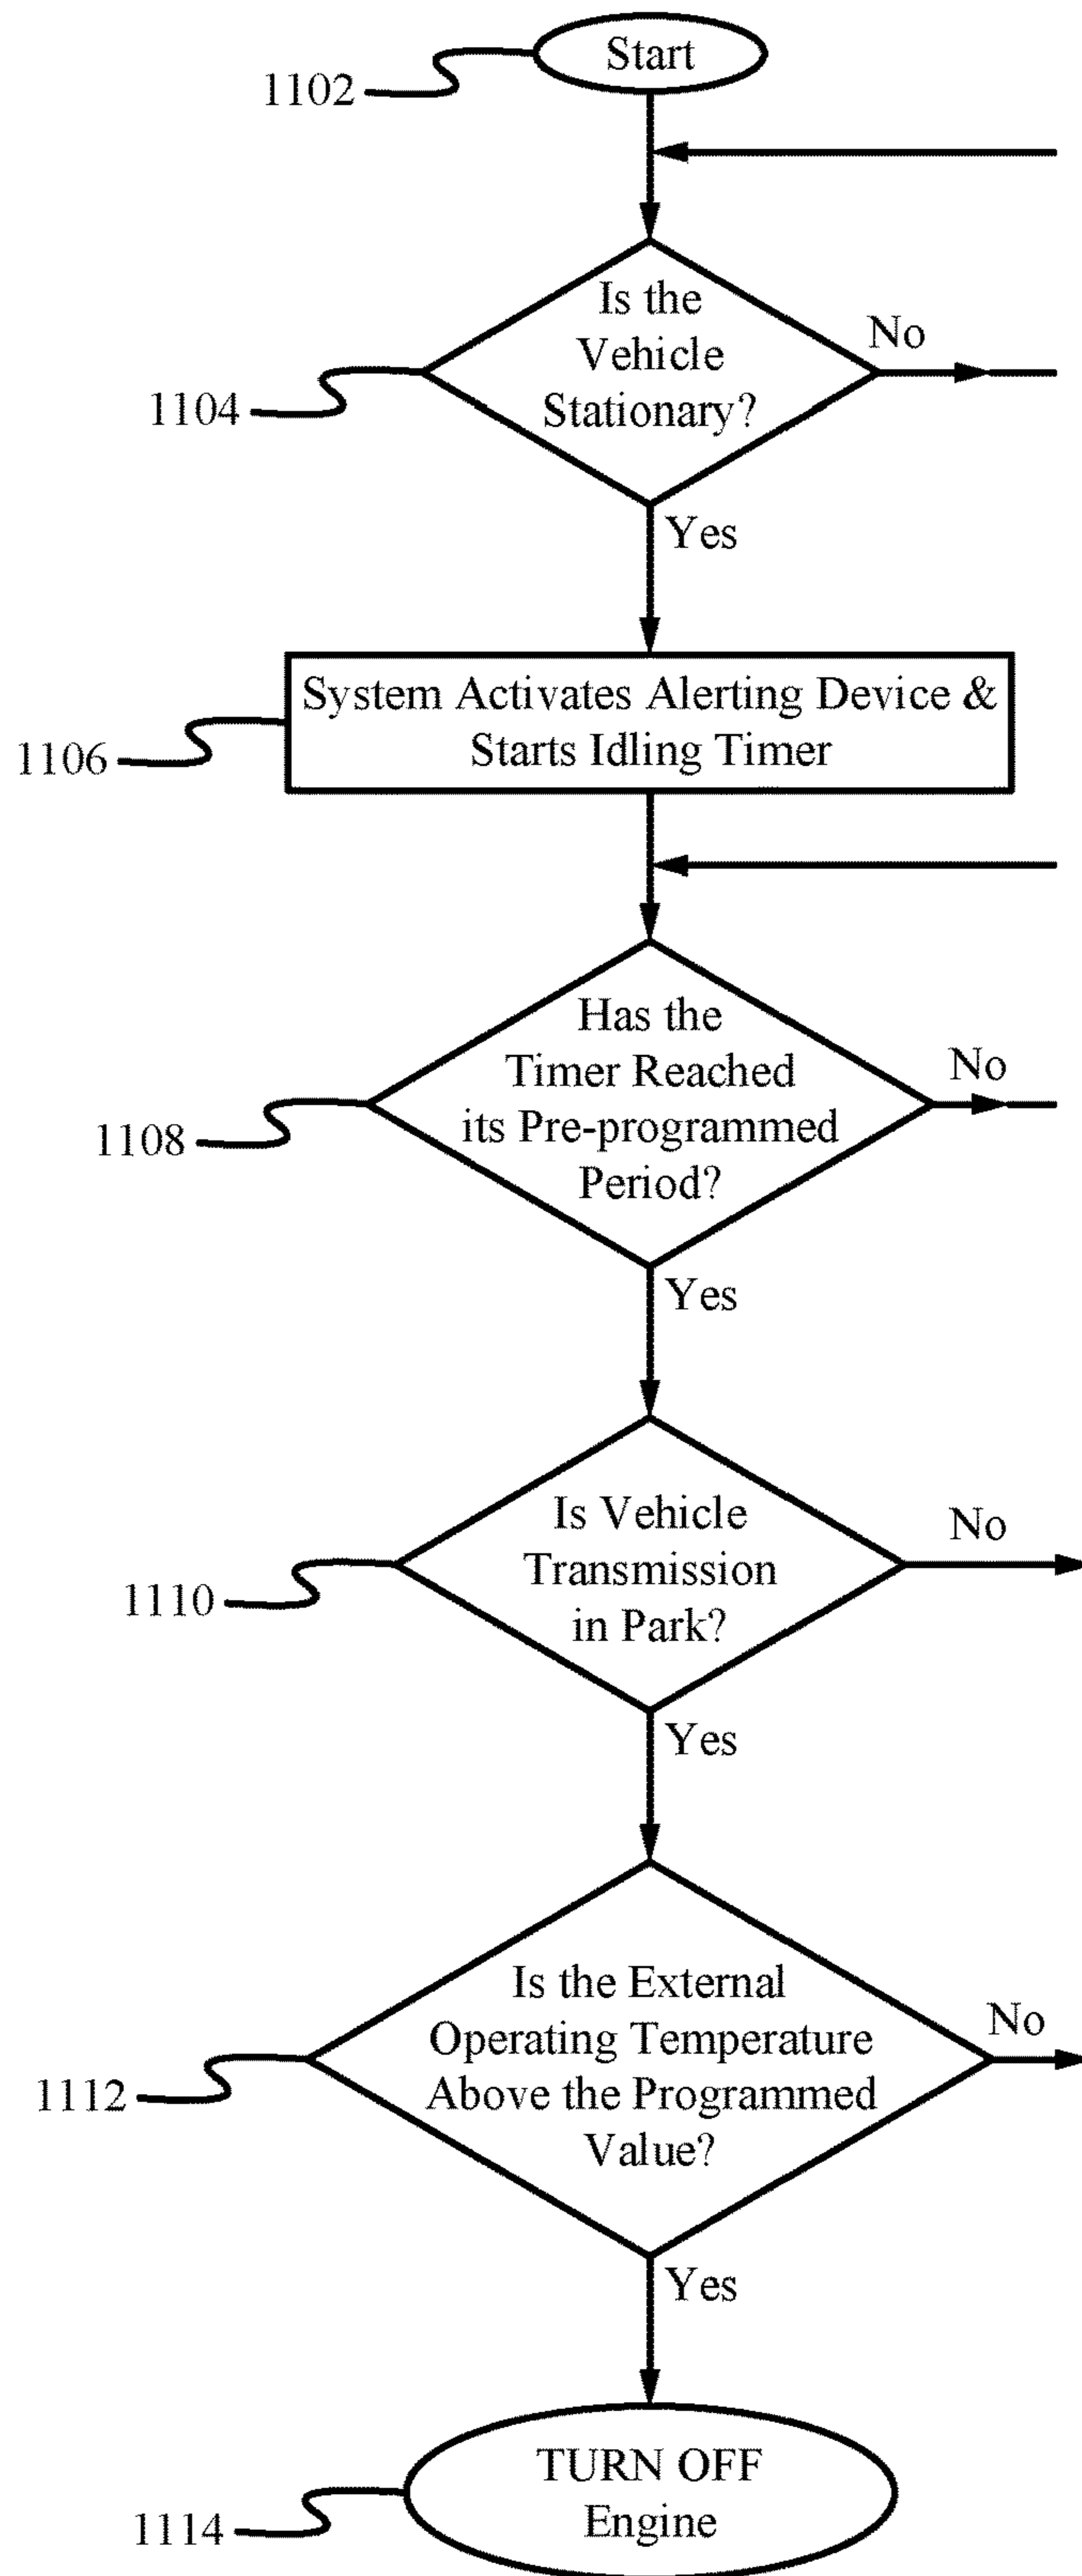 Start
1102
Is the
Vehicle
Stationary?
No
1104
Yes
System Activates Alerting Device &
Starts Idling Timer
1106
Has the
Timer Reached
its Pre-programmed
Period?
No
1108
Yes
Is Vehicle
Transmission
in Park?
No
1110
Yes
Is the External
Operating Temperature
Above the Programmed
Value?
No
1112
Yes
TURN OFF
Engine
1114